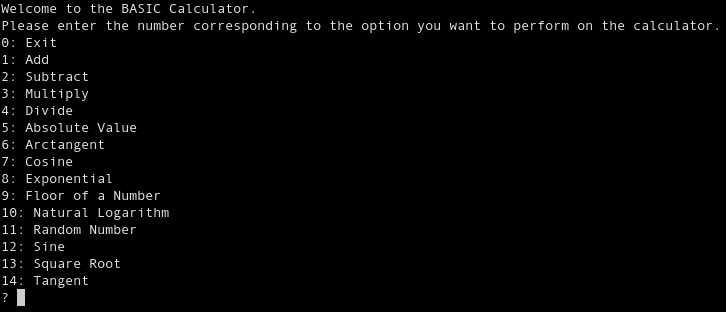 Welcome to the BASIC Calculator.
Please enter the number corresponding to the option you want to perform on the calculator.
0: Exit
1: Add
2: Subtract
3: Multiply
4: Divide
5: Absolute Value
6: Arctangent
7: Cosine
8: Exponential
9: Floor of a Number
10: Natural Logarithm
11: Random Number
12: Sine
13: Square Root
14: Tangent
?